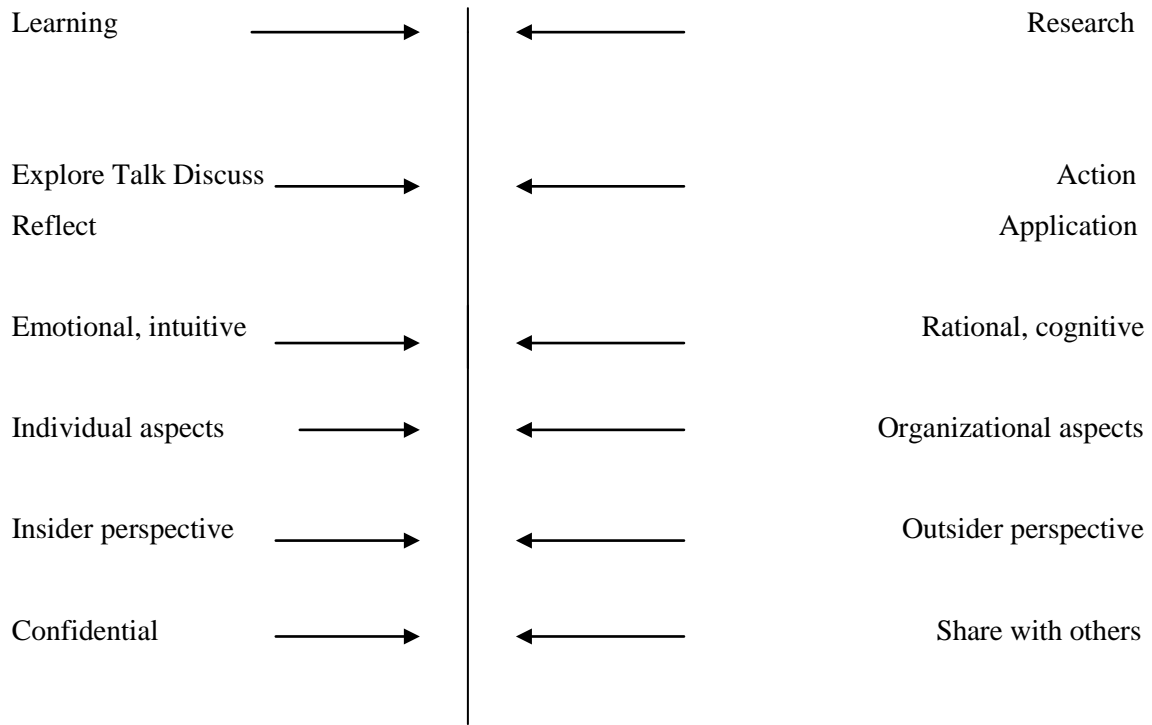 Learning Research
Explore Talk Discuss Action
Reflect Application
Emotional, intuitive Rational, cognitive
Individual aspects Organizational aspects
Insider perspective Outsider perspective
Confidential Share with others